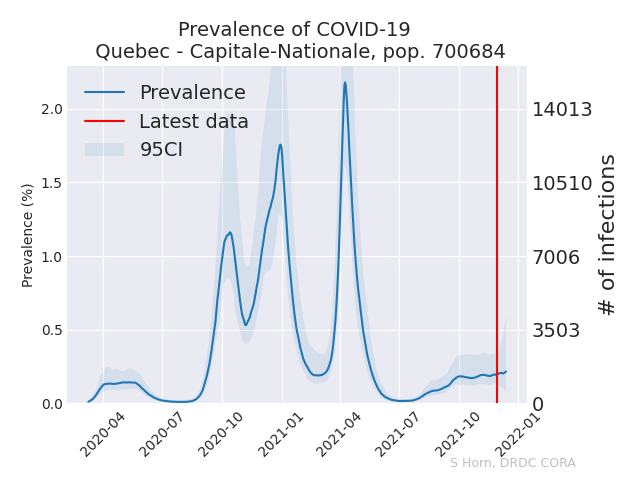 Prevalence of COVID-19
Quebec - Capitale-Nationale, pop. 700684
Prevalence
Latest data
95CI
Prevalence (%)
2.0
1.5
1.0
0.5
0.0
14013
10510
7006
3503
0
# of infections
2020-04
2020-07
2020-10
2021-01
2021-04
2021-07
2021-10
2022-01
S Horn, DRDC CORA